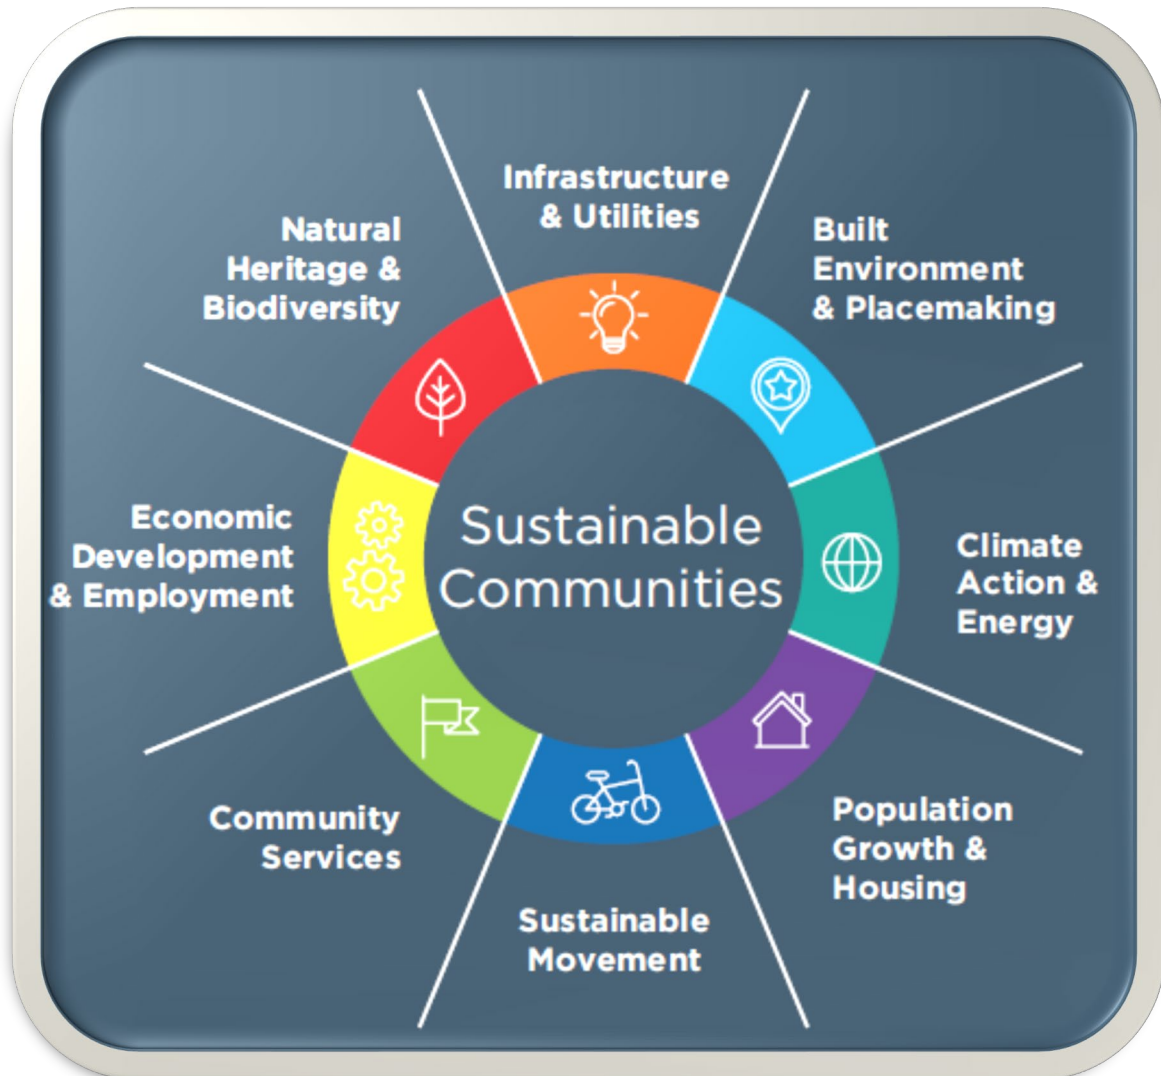 Infrastructure
& Utilities
Built
Environment
& Placemaking
Climate
Action &
Energy
Population
Growth &
Housing
Sustainable
Movement
Community
Services
Economic
Development
& Employment
Natural
Heritage &
Biodiversity
Sustainable
Communities